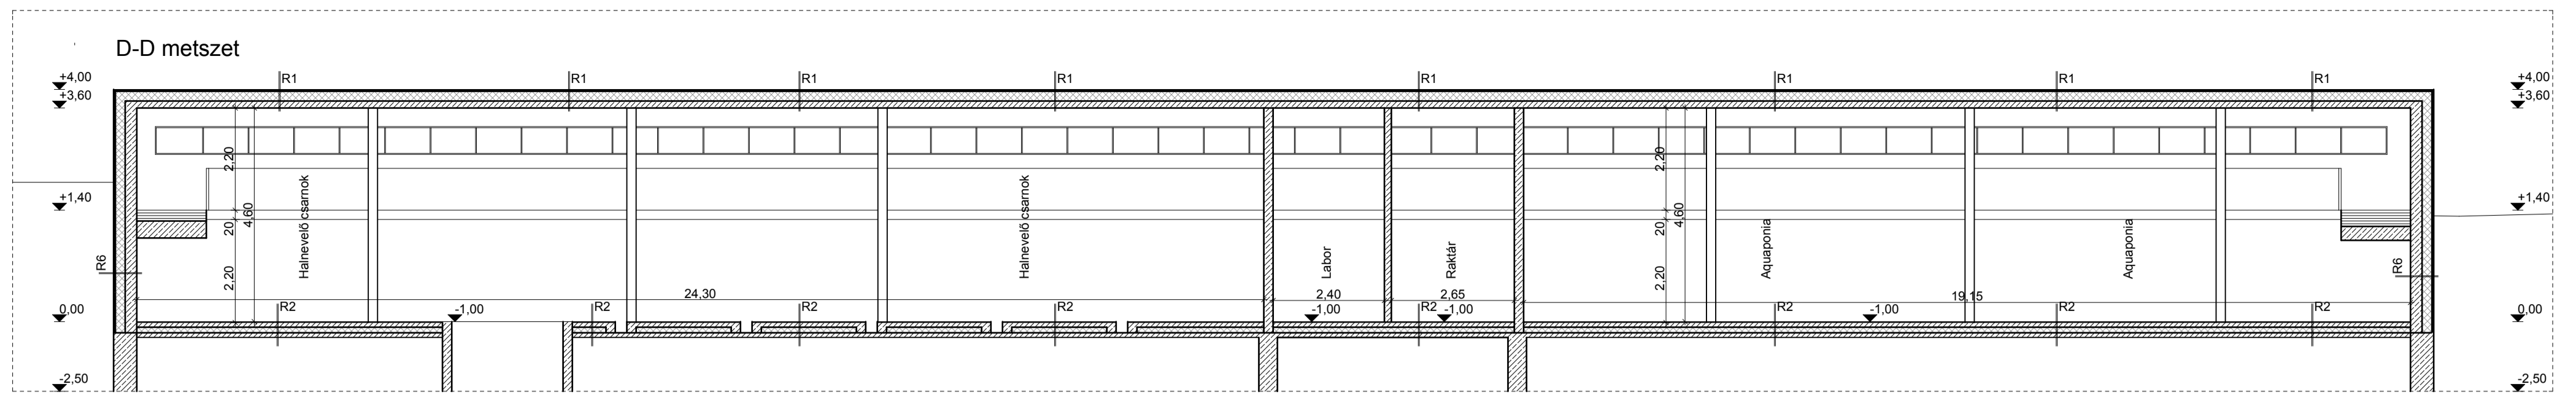 D-D metszet
+4,00
R1
R1
R1
R1
R1
R1
R1
R1
+4,00
+3,60
+3,60
2,20
2,20
Halnevelő csarnok
Halnevelő csarnok
+1,40
+1,40
4,60
4,60
20
20
Labor
Raktár
Aquaponia
Aquaponia
R6
R6
2,20
2,20
24,30
2,40
2,65
19,15
0,00
R2
-1,00
R2
R2
R2
-1,00
R2
-1,00
R2
-1,00
R2
R2
0,00
-2,50
-2,50